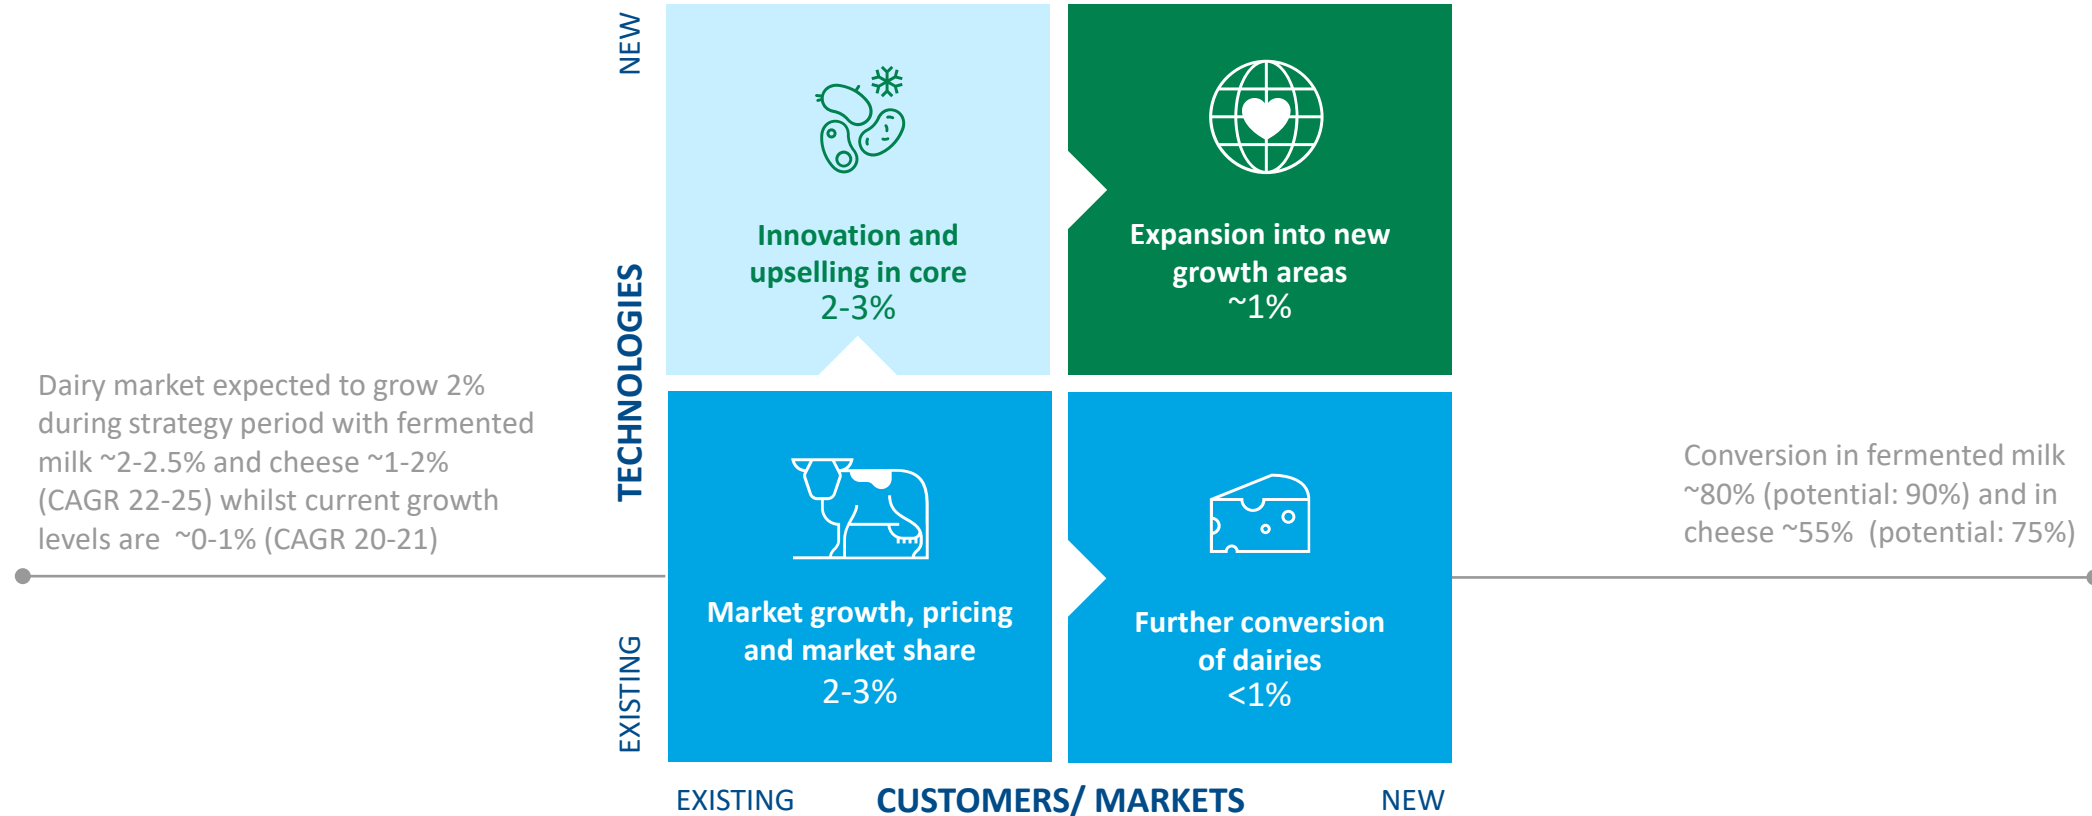 NEW
TECHNOLOGIES
EXISTING
Innovation and
upselling in core
2-3%
Expansion into new
growth areas
~1%
Dairy market expected to grow 2%
during strategy period with fermented
milk ~2-2.5% and cheese ~1-2%
(CAGR 22-25) whilst current growth
levels are ~0-1% (CAGR 20-21)
Market growth, pricing
and market share
2-3%
Further conversion
of dairies
<1%
Conversion in fermented milk
~80% (potential: 90%) and in
cheese ~55% (potential: 75%)
EXISTING
CUSTOMERS/ MARKETS
NEW